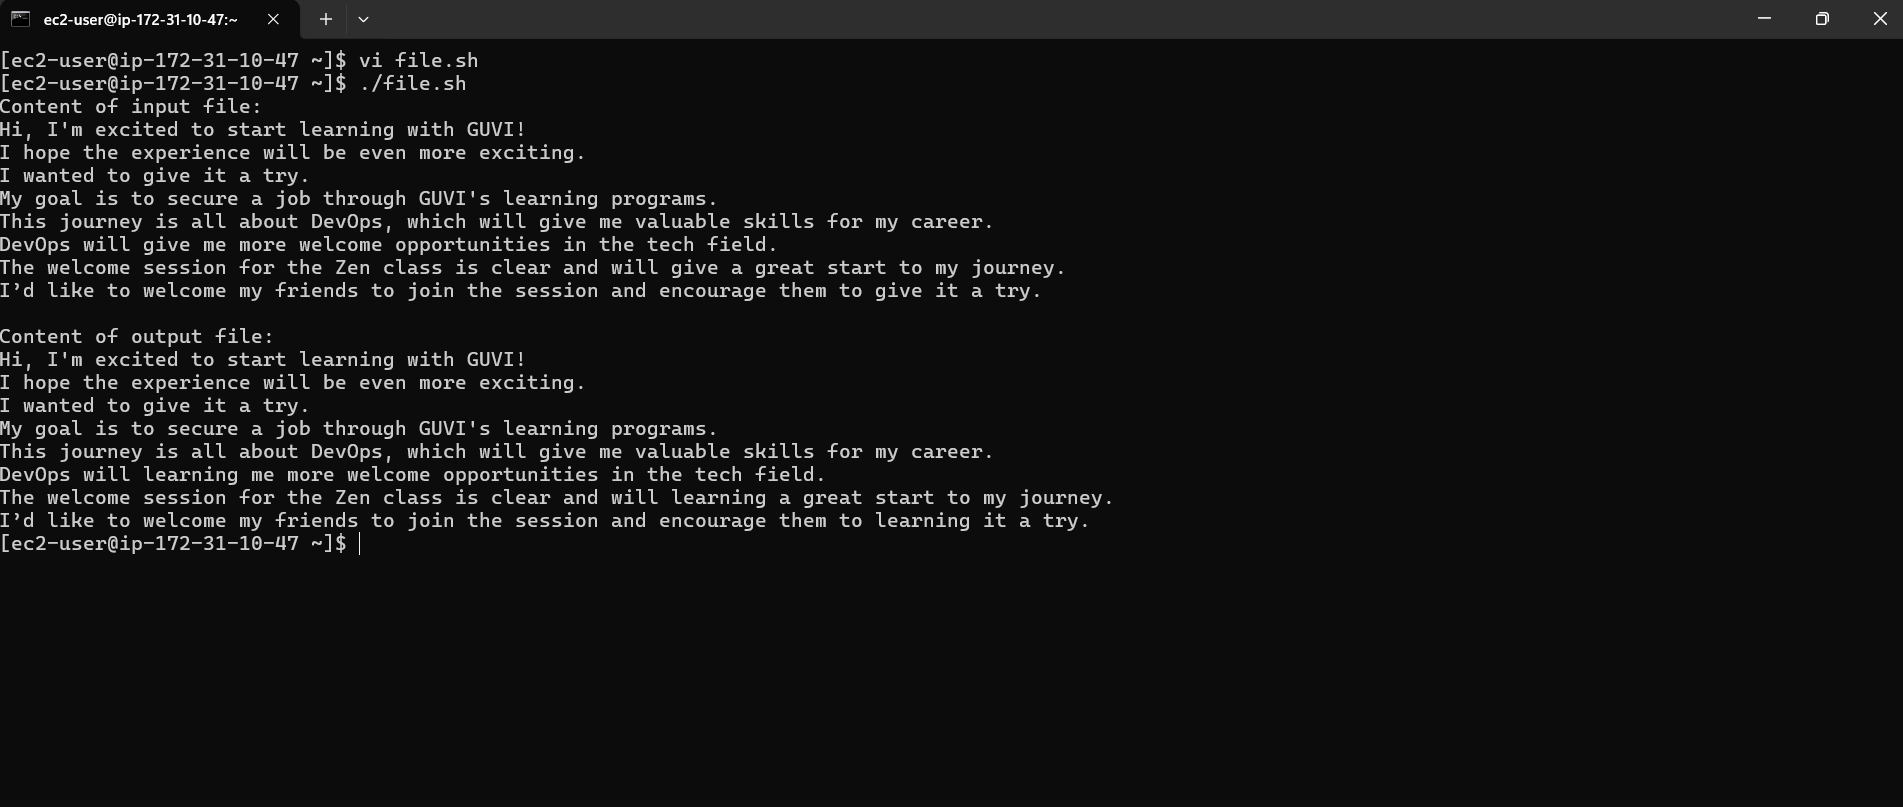 ec2-user@ip-172-31-10-47:~
[ec2-user@ip-172-31-10-47 ~]$ vi file.sh
[ec2-user@ip-172-31-10-47 ~]$ ./file.sh
Content of input file:
Hi, I'm excited to start learning with GUVI!
I hope the experience will be even more exciting.
I wanted to give it a try.
My goal is to secure a job through GUVI's learning programs.
This journey is all about DevOps, which will give me valuable skills for my career.
DevOps will give me more welcome opportunities in the tech field.
The welcome session for the Zen class is clear and will give a great start to my journey.
I’d like to welcome my friends to join the session and encourage them to give it a try.

Content of output file:
Hi, I'm excited to start learning with GUVI!
I hope the experience will be even more exciting.
I wanted to give it a try.
My goal is to secure a job through GUVI's learning programs.
This journey is all about DevOps, which will give me valuable skills for my career.
DevOps will learning me more welcome opportunities in the tech field.
The welcome session for the Zen class is clear and will learning a great start to my journey.
I’d like to welcome my friends to join the session and encourage them to learning it a try.
[ec2-user@ip-172-31-10-47 ~]$